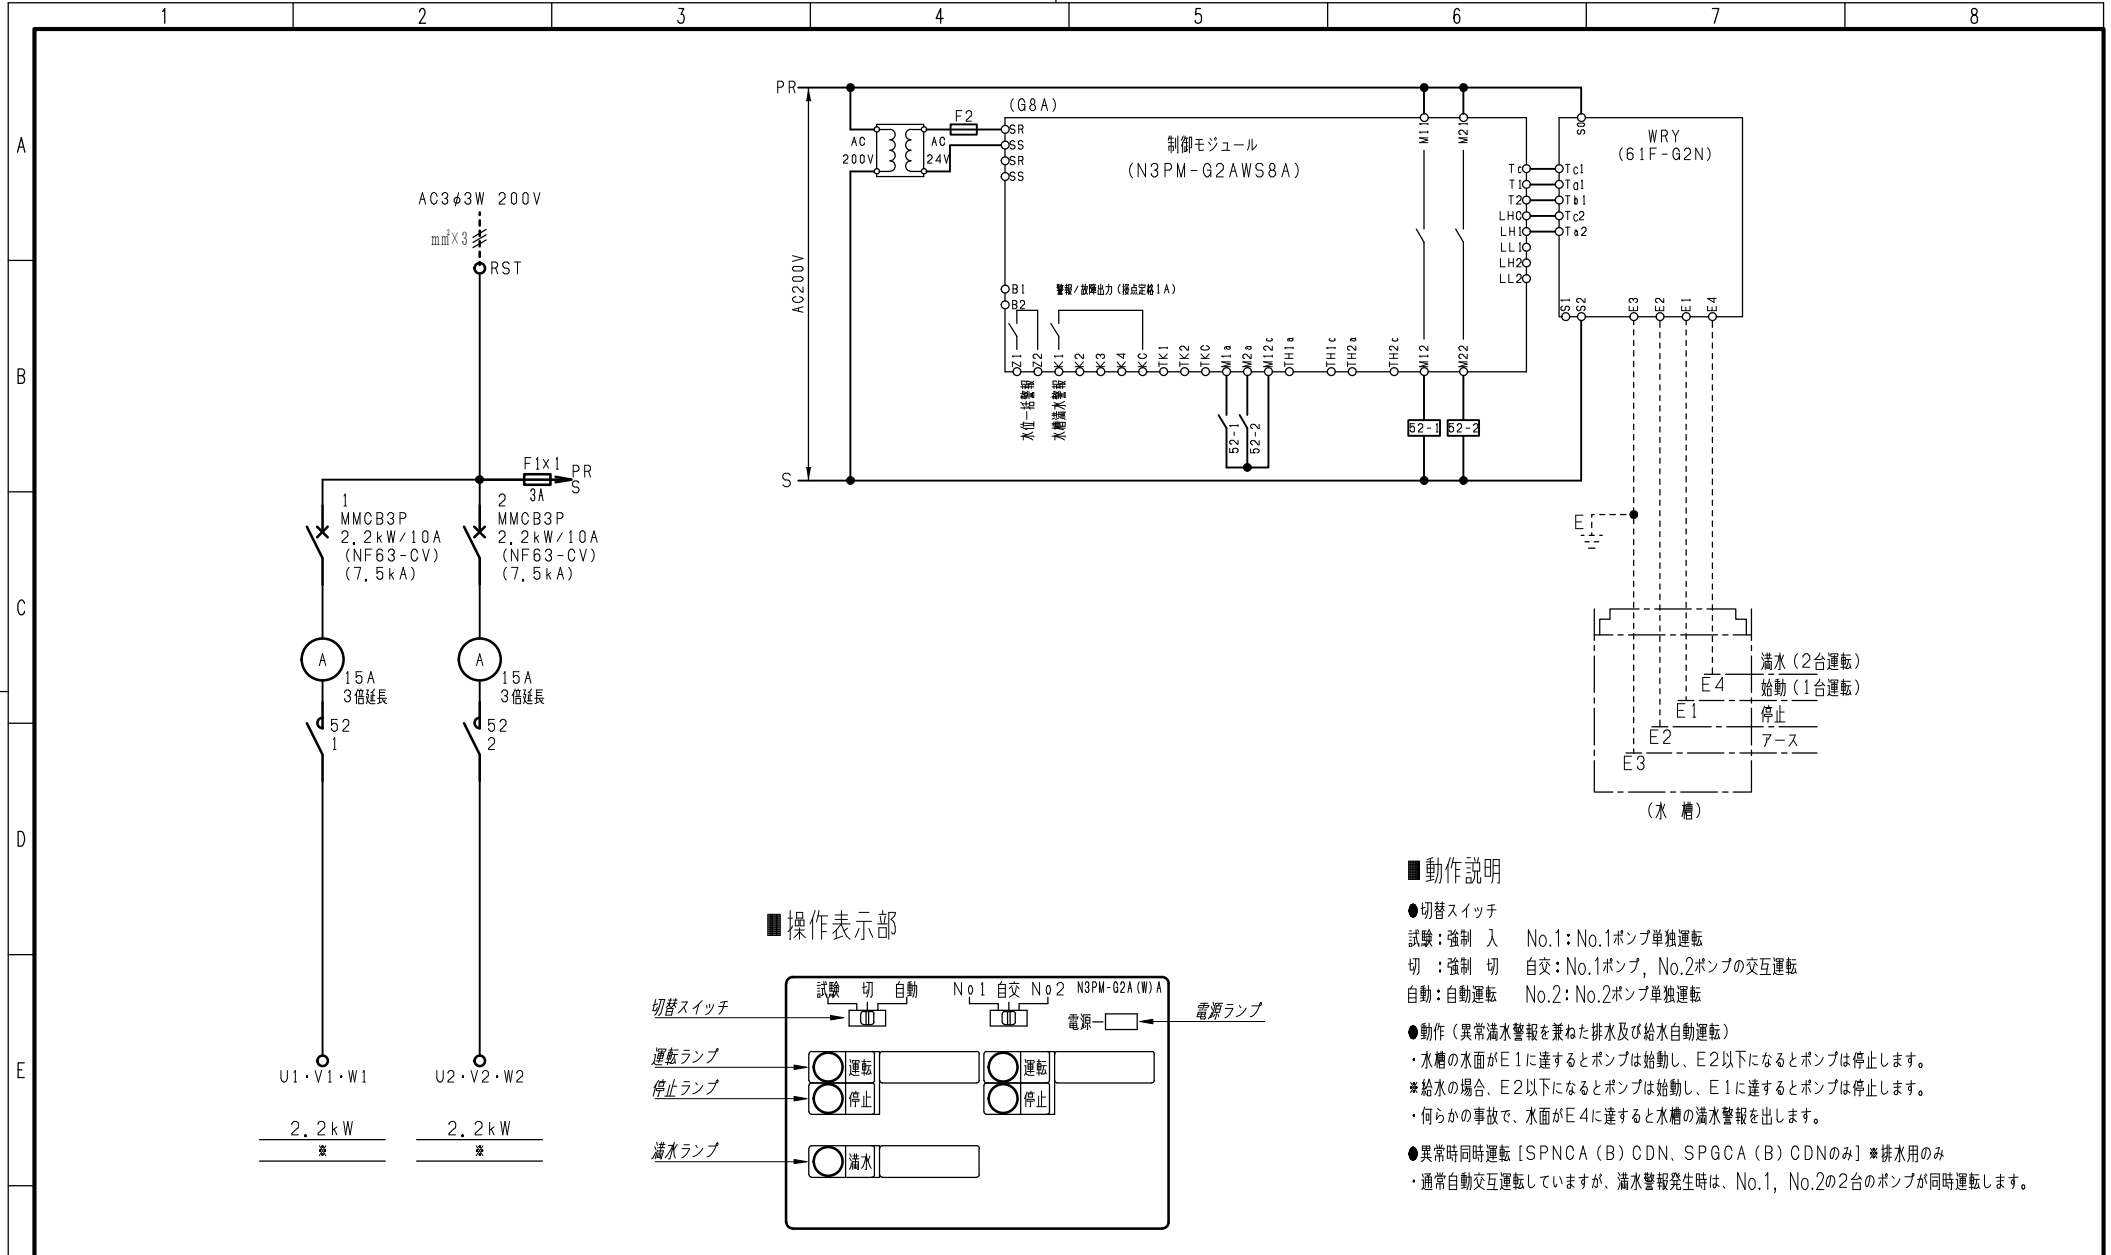 1 2 3 4 5 6 7 8
A
B
C
D
E
AC3φ3W 200V
mm²×3
RST
F1x1
3A
PR
S
1
MMCB3P
2.2kW/10A
(NF63-CV)
(7.5kA)
2
MMCB3P
2.2kW/10A
(NF63-CV)
(7.5kA)
A
15A
3倍延長
A
15A
3倍延長
52
1
52
2
U1・V1・W1
U2・V2・W2
2.2kW
※
2.2kW
※
PR
AC200V
S
AC
200V
AC
24V
F2
(G8A)
SR
SS
SR
SS
制御モジュール
(N3PM-G2AWS8A)
M11
M21
Tc
T1
T2
LHC
LH1
LL1
LH2
LL2
B1
B2
警報/故障出力(接点定格1A)
Z1
Z2
K1
K2
K3
K4
KC
TK1
TK2
TKC
M1a
M2a
M12c
TH1a
TH1c
TH2a
TH2c
M12
M22
水位一括警報
水槽満水警報
52-1
52-2
52-1
52-2
S0
WRY
(61F-G2N)
Tc1
Ta1
Tb1
Tc2
Ta2
S1
S2
E3
E2
E1
E4
E
E4
満水(2台運転)
E1
始動(1台運転)
E2
停止
E3
アース
(水 槽)
■操作表示部
試験 切 自動
No1 自交 No2
N3PM-G2A(W)A
切替スイッチ
電源
電源ランプ
運転ランプ
運転
運転
停止ランプ
停止
停止
満水ランプ
満水
■動作説明
●切替スイッチ
試験:強制 入 No.1:No.1ポンプ単独運転
切 :強制 切 自交:No.1ポンプ, No.2ポンプの交互運転
自動:自動運転 No.2:No.2ポンプ単独運転
●動作(異常満水警報を兼ねた排水及び給水自動運転)
・水槽の水面がE1に達するとポンプは始動し、E2以下になるとポンプは停止します。
※給水の場合、E2以下になるとポンプは始動し、E1に達するとポンプは停止します。
・何らかの事故で、水面がE4に達すると水槽の満水警報を出します。
●異常時同時運転[SPNCA(B)CDN、SPGCA(B)CDNのみ]※排水用のみ
・通常自動交互運転していますが、満水警報発生時は、No.1, No.2の2台のポンプが同時運転します。